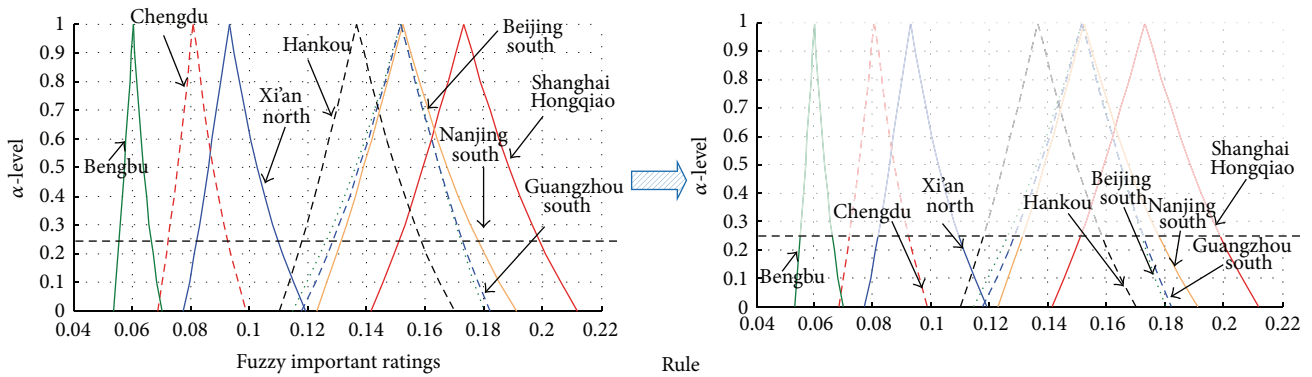 Chengdu
Hankou
Beijing
south
Shanghai
Hongqiao
Xi'an
north
Nanjing
south
Bengbu
Guangzhou
south
α-level
1
0.9
0.8
0.7
0.6
0.5
0.4
0.3
0.2
0.1
0
0.04 0.06 0.08 0.1 0.12 0.14 0.16 0.18 0.2 0.22
Fuzzy important ratings
α-level
1
0.9
0.8
0.7
0.6
0.5
0.4
0.3
0.2
0.1
0
Shanghai
Hongqiao
Xi'an
north
Beijing
south
Chengdu
Hankou
Nanjing
south
Guangzhou
south
Bengbu
0.04 0.06 0.08 0.1 0.12 0.14 0.16 0.18 0.2 0.22
Rule